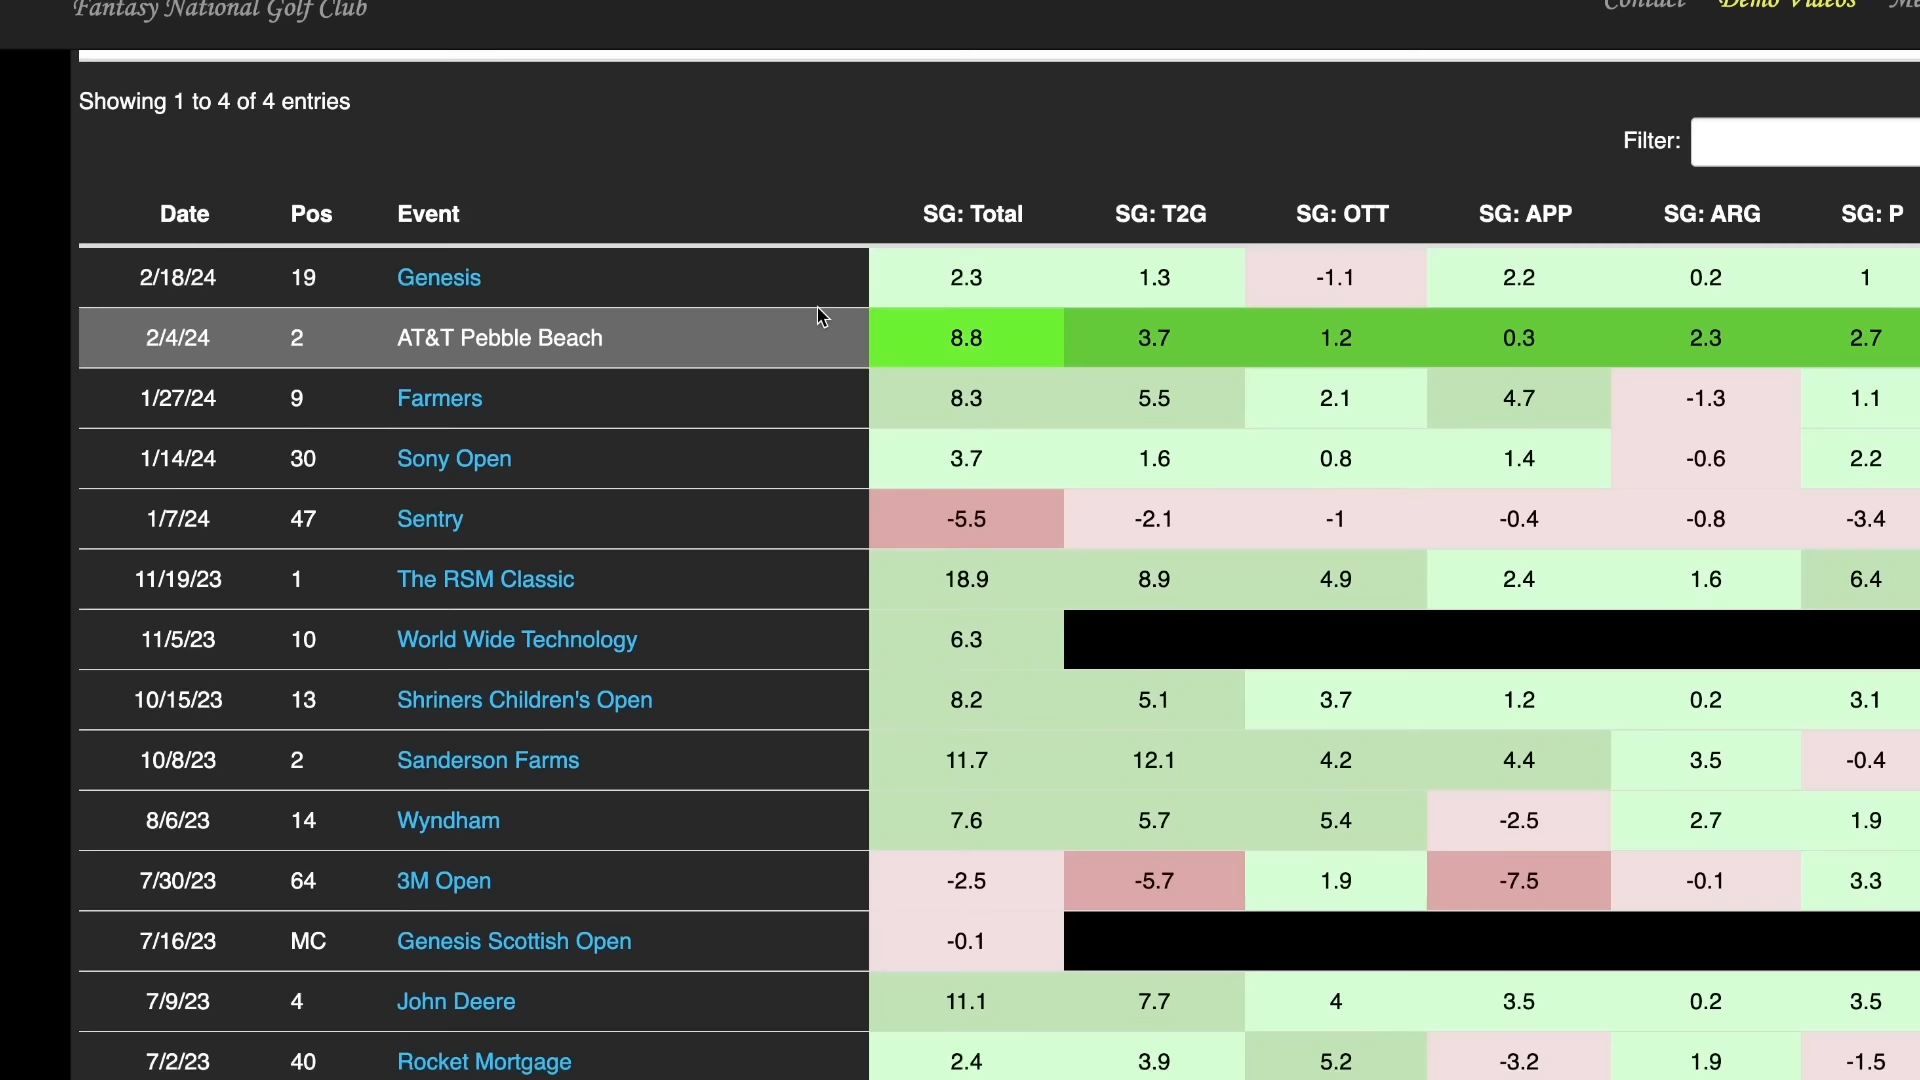 Fantasy National Golf Club
Contact Demo Videos
Showing 1 to 4 of 4 entries
Filter:
Date Pos Event SG: Total SG: T2G SG: OTT SG: APP SG: ARG SG: P
2/18/24 19 Genesis 2.3 1.3 -1.1 2.2 0.2 1
2/4/24 2 AT&T Pebble Beach 8.8 3.7 1.2 0.3 2.3 2.7
1/27/24 9 Farmers 8.3 5.5 2.1 4.7 -1.3 1.1
1/14/24 30 Sony Open 3.7 1.6 0.8 1.4 -0.6 2.2
1/7/24 47 Sentry -5.5 -2.1 -1 -0.4 -0.8 -3.4
11/19/23 1 The RSM Classic 18.9 8.9 4.9 2.4 1.6 6.4
11/5/23 10 World Wide Technology 6.3
10/15/23 13 Shriners Children's Open 8.2 5.1 3.7 1.2 0.2 3.1
10/8/23 2 Sanderson Farms 11.7 12.1 4.2 4.4 3.5 -0.4
8/6/23 14 Wyndham 7.6 5.7 5.4 -2.5 2.7 1.9
7/30/23 64 3M Open -2.5 -5.7 1.9 -7.5 -0.1 3.3
7/16/23 MC Genesis Scottish Open -0.1
7/9/23 4 John Deere 11.1 7.7 4 3.5 0.2 3.5
7/2/23 40 Rocket Mortgage 2.4 3.9 5.2 -3.2 1.9 -1.5